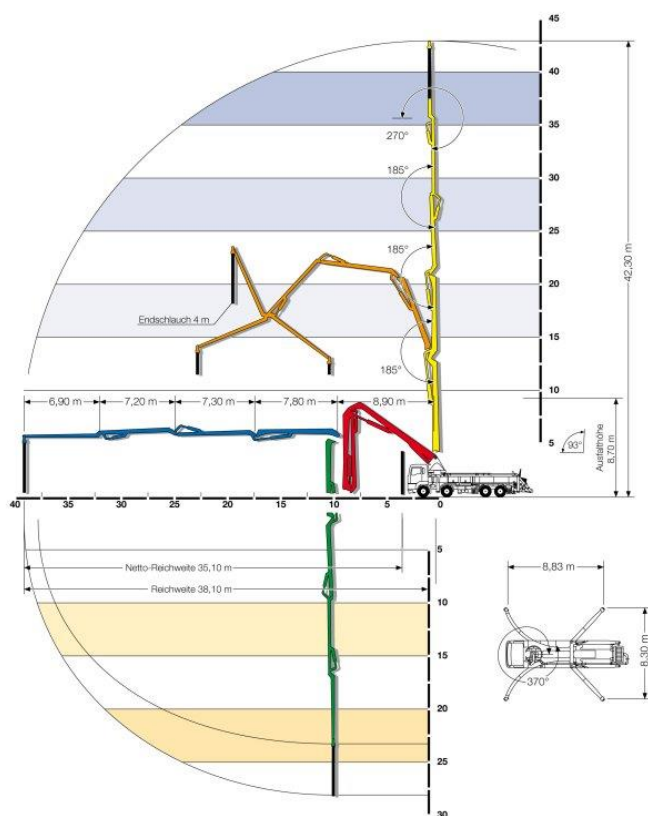 45
40
35
270°
185°
30
25
185°
42,30 m
20
Endschlauch 4 m
15
185°
10
6,90 m 7,20 m 7,30 m 7,80 m 8,90 m
5
93°
Ausfalthöhe
8,70 m
40 35 30 25 20 15 10 5 0
5
Netto-Reichweite 35,10 m
Reichweite 38,10 m
8,83 m
10
8,30 m
15
370°
20
25
30